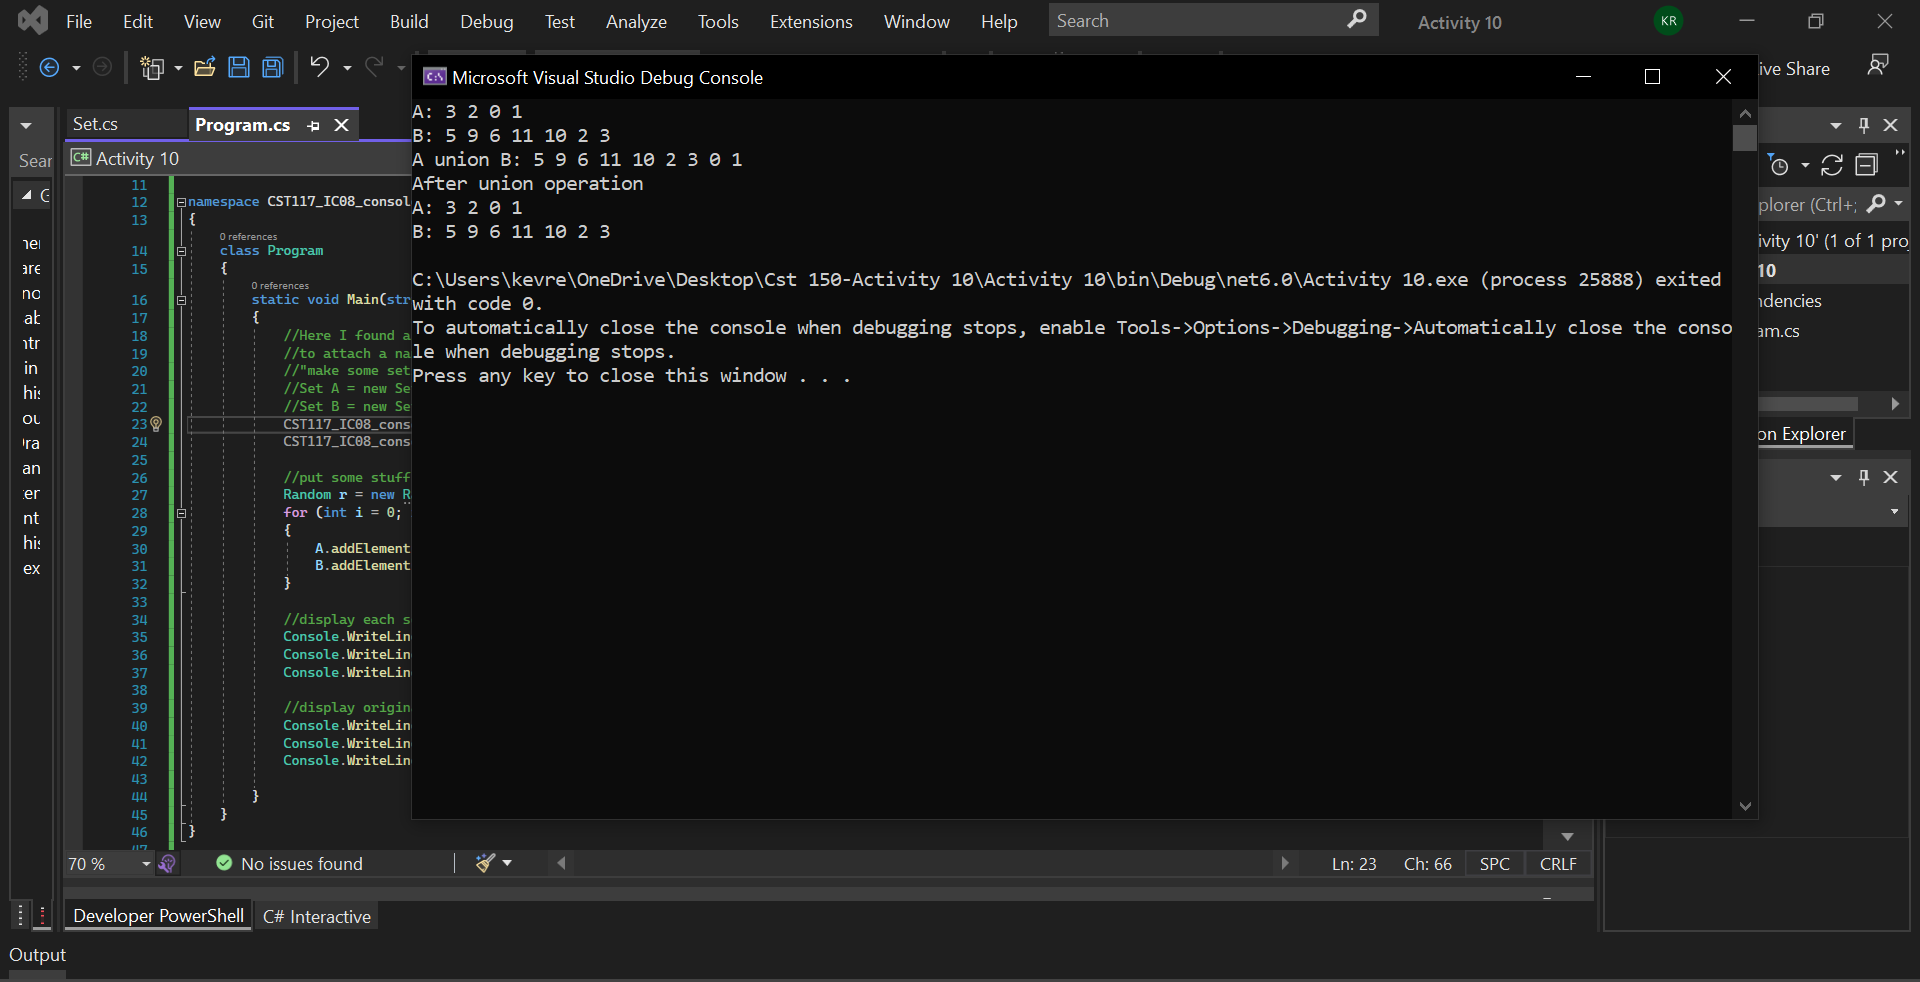 File Edit View Git Project Build Debug Test Analyze Tools Extensions Window Help Search Activity 10 KR
ive Share
Microsoft Visual Studio Debug Console
Set.cs Program.cs
Sear
C# Activity 10
A: 3 2 0 1
B: 5 9 6 11 10 2 3
A union B: 5 9 6 11 10 2 3 0 1
After union operation
A: 3 2 0 1
B: 5 9 6 11 10 2 3
C:\Users\kevre\OneDrive\Desktop\Cst 150-Activity 10\Activity 10\bin\Debug\net6.0\Activity 10.exe (process 25888) exited
with code 0.
To automatically close the console when debugging stops, enable Tools->Options->Debugging->Automatically close the conso
le when debugging stops.
Press any key to close this window . . .
11
12 namespace CST117_IC08_consol
13 {
0 references
14 class Program
15 {
0 references
16 static void Main(str
17 {
18 //Here I found a
19 //to attach a na
20 //"make some set
21 //Set A = new Se
22 //Set B = new Se
23 CST117_IC08_cons
24 CST117_IC08_cons
25
26 //put some stuff
27 Random r = new R
28 for (int i = 0;
29 {
30 A.addElement
31 B.addElement
32 }
33
34 //display each s
35 Console.WriteLin
36 Console.WriteLin
37 Console.WriteLin
38
39 //display origin
40 Console.WriteLin
41 Console.WriteLin
42 Console.WriteLin
43
44 }
45 }
46 }
plorer (Ctrl+;
ivity 10' (1 of 1 pro
10
ndencies
am.cs
on Explorer
70 % No issues found Ln: 23 Ch: 66 SPC CRLF
Developer PowerShell C# Interactive
Output